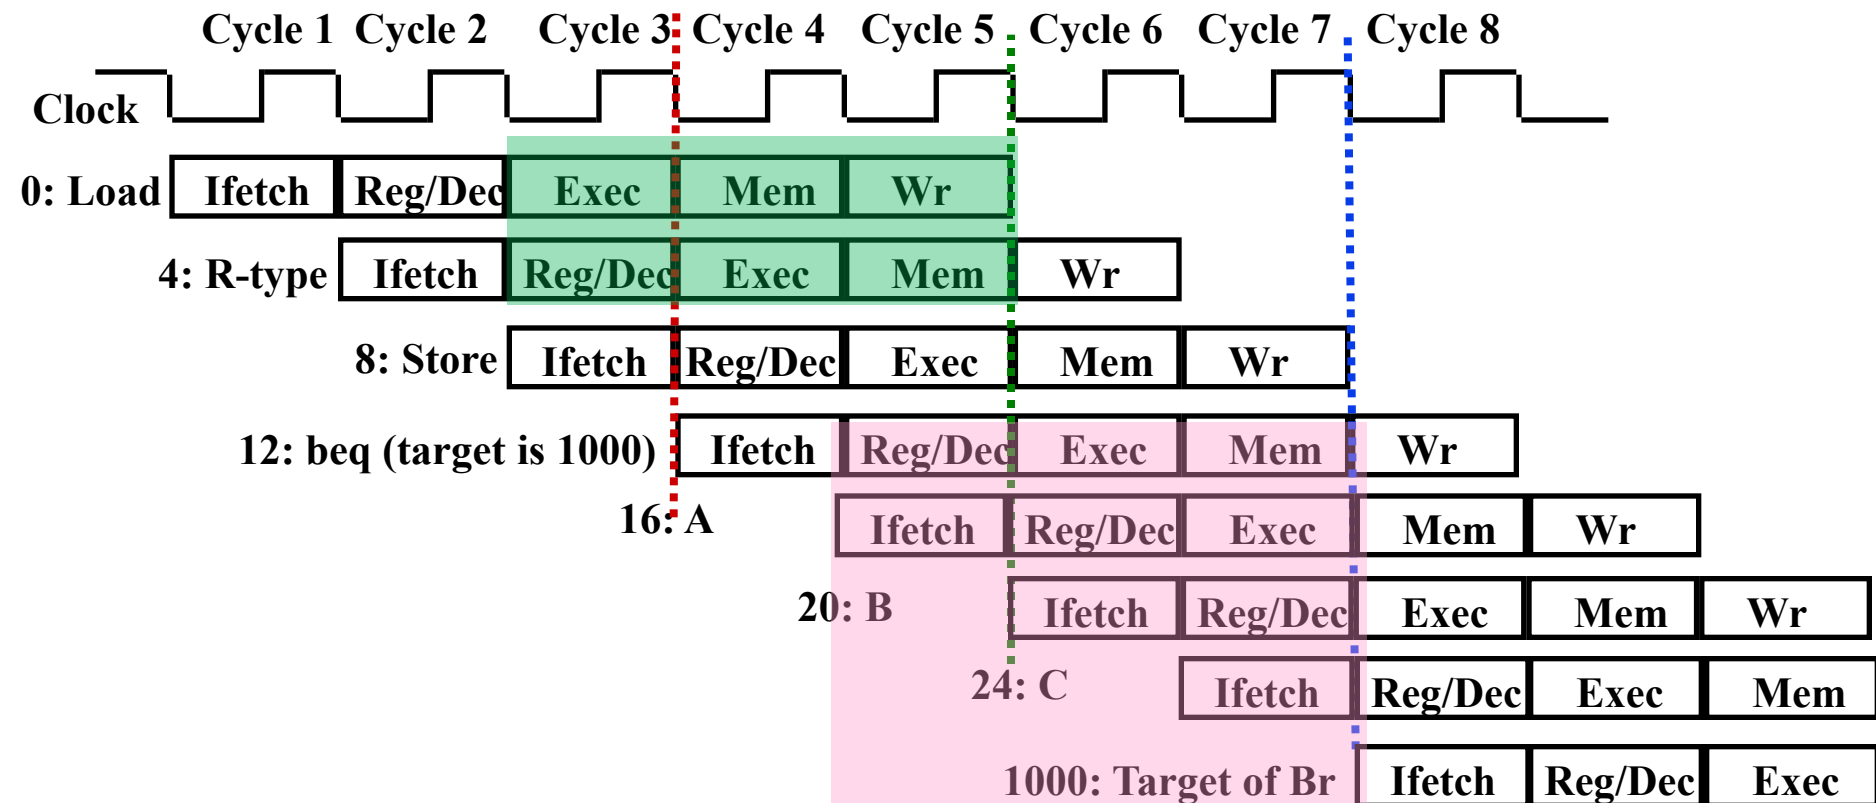 Cycle 1 Cycle 2 Cycle 3 Cycle 4 Cycle 5 Cycle 6 Cycle 7 Cycle 8
Clock
0: Load Ifetch Reg/Dec Exec Mem Wr
4: R-type Ifetch Reg/Dec Exec Mem Wr
8: Store Ifetch Reg/Dec Exec Mem Wr
12: beq (target is 1000) Ifetch Reg/Dec Exec Mem Wr
16: A Ifetch Reg/Dec Exec Mem Wr
20: B Ifetch Reg/Dec Exec Mem Wr
24: C Ifetch Reg/Dec Exec Mem
1000: Target of Br Ifetch Reg/Dec Exec